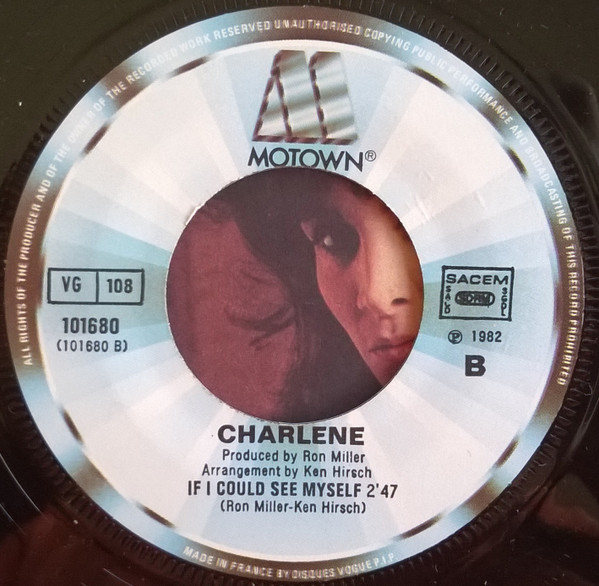 ALL RIGHTS OF THE PRODUCER AND OF THE OWNER OF THE RECORDED WORK RESERVED UNAUTHORISED COPYING PUBLIC PERFORMANCE AND BROADCASTING OF THIS RECORD PROHIBITED
MOTOWN®
VG 108
101680
(101680 B)
SACEM
SACD SDRM SGDL
℗ 1982
B
CHARLENE
Produced by Ron Miller
Arrangement by Ken Hirsch
IF I COULD SEE MYSELF 2'47
(Ron Miller-Ken Hirsch)
MADE IN FRANCE BY DISQUES VOGUE P.I.P.